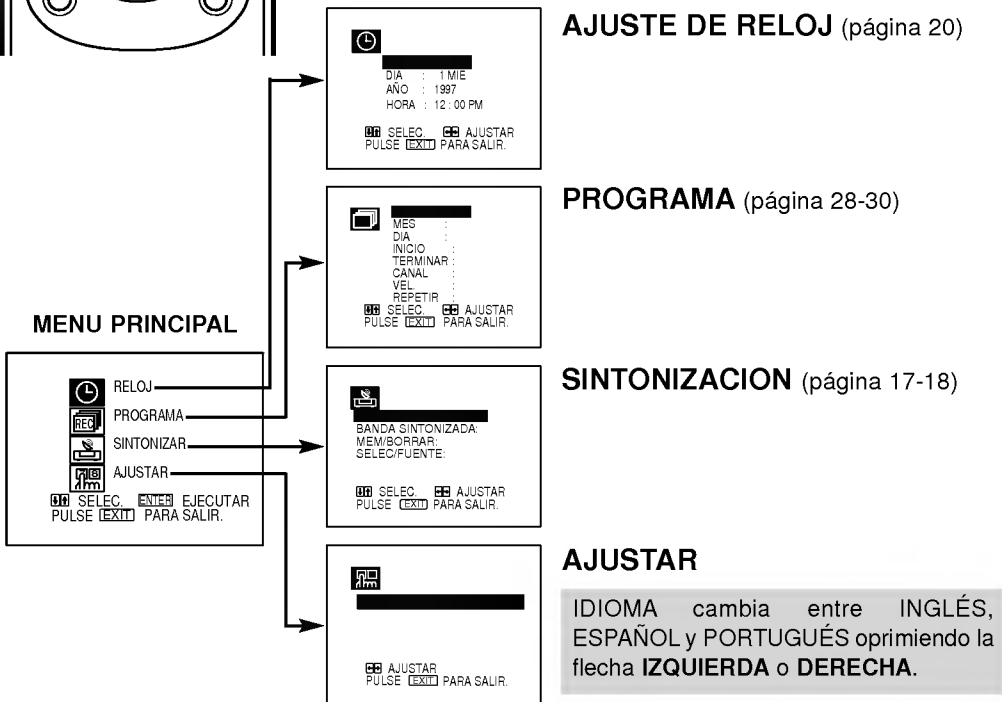 AJUSTE DE RELOJ (página 20)
DIA : 1 MIE
AÑO : 1997
HORA : 12 : 00 PM
SELEC. AJUSTAR
PULSE EXIT PARA SALIR.
PROGRAMA (página 28-30)
MES :
DIA :
INICIO :
TERMINAR :
CANAL :
VEL. :
REPETIR :
SELEC. AJUSTAR
PULSE EXIT PARA SALIR.
MENU PRINCIPAL
RELOJ
REC PROGRAMA
SINTONIZAR
AJUSTAR
SELEC. ENTER EJECUTAR
PULSE EXIT PARA SALIR.
SINTONIZACION (página 17-18)
BANDA SINTONIZADA:
MEM/BORRAR:
SELEC/FUENTE:
SELEC. AJUSTAR
PULSE EXIT PARA SALIR.
AJUSTAR
IDIOMA cambia entre INGLÉS,
ESPAÑOL y PORTUGUÉS oprimiendo la
flecha IZQUIERDA o DERECHA.
AJUSTAR
PULSE EXIT PARA SALIR.